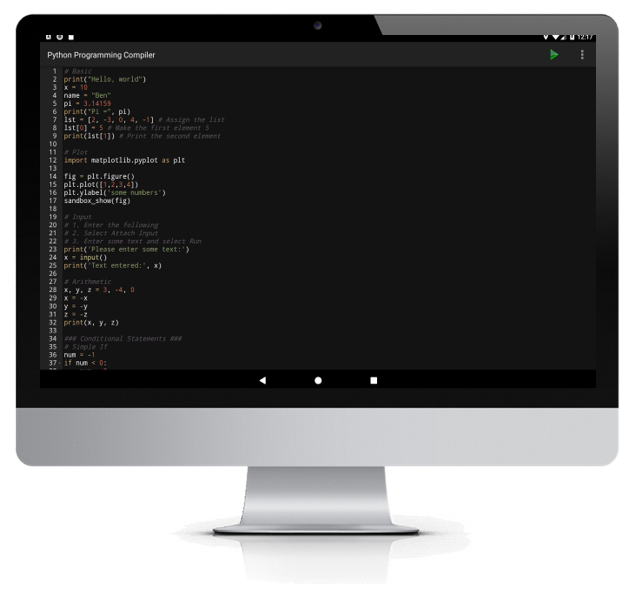 12:17
Python Programming Compiler
1 # Basic
2 print("Hello, world")
3 x = 10
4 name = "Ben"
5 pi = 3.14159
6 print("Pi =", pi)
7 lst = [2, -3, 0, 4, -1] # Assign the list
8 lst[0] = 5 # Make the first element 5
9 print(lst[1]) # Print the second element
10
11 # Plot
12 import matplotlib.pyplot as plt
13
14 fig = plt.figure()
15 plt.plot([1,2,3,4])
16 plt.ylabel('some numbers')
17 sandbox_show(fig)
18
19 # Input
20 # 1. Enter the following
21 # 2. Select Attach Input
22 # 3. Enter some text and select Run
23 print('Please enter some text:')
24 x = input()
25 print('Text entered:', x)
26
27 # Arithmetic
28 x, y, z = 3, -4, 0
29 x = -x
30 y = -y
31 z = -z
32 print(x, y, z)
33
34 ### Conditional Statements ###
35 # Simple If
36 num = -1
37 if num < 0: